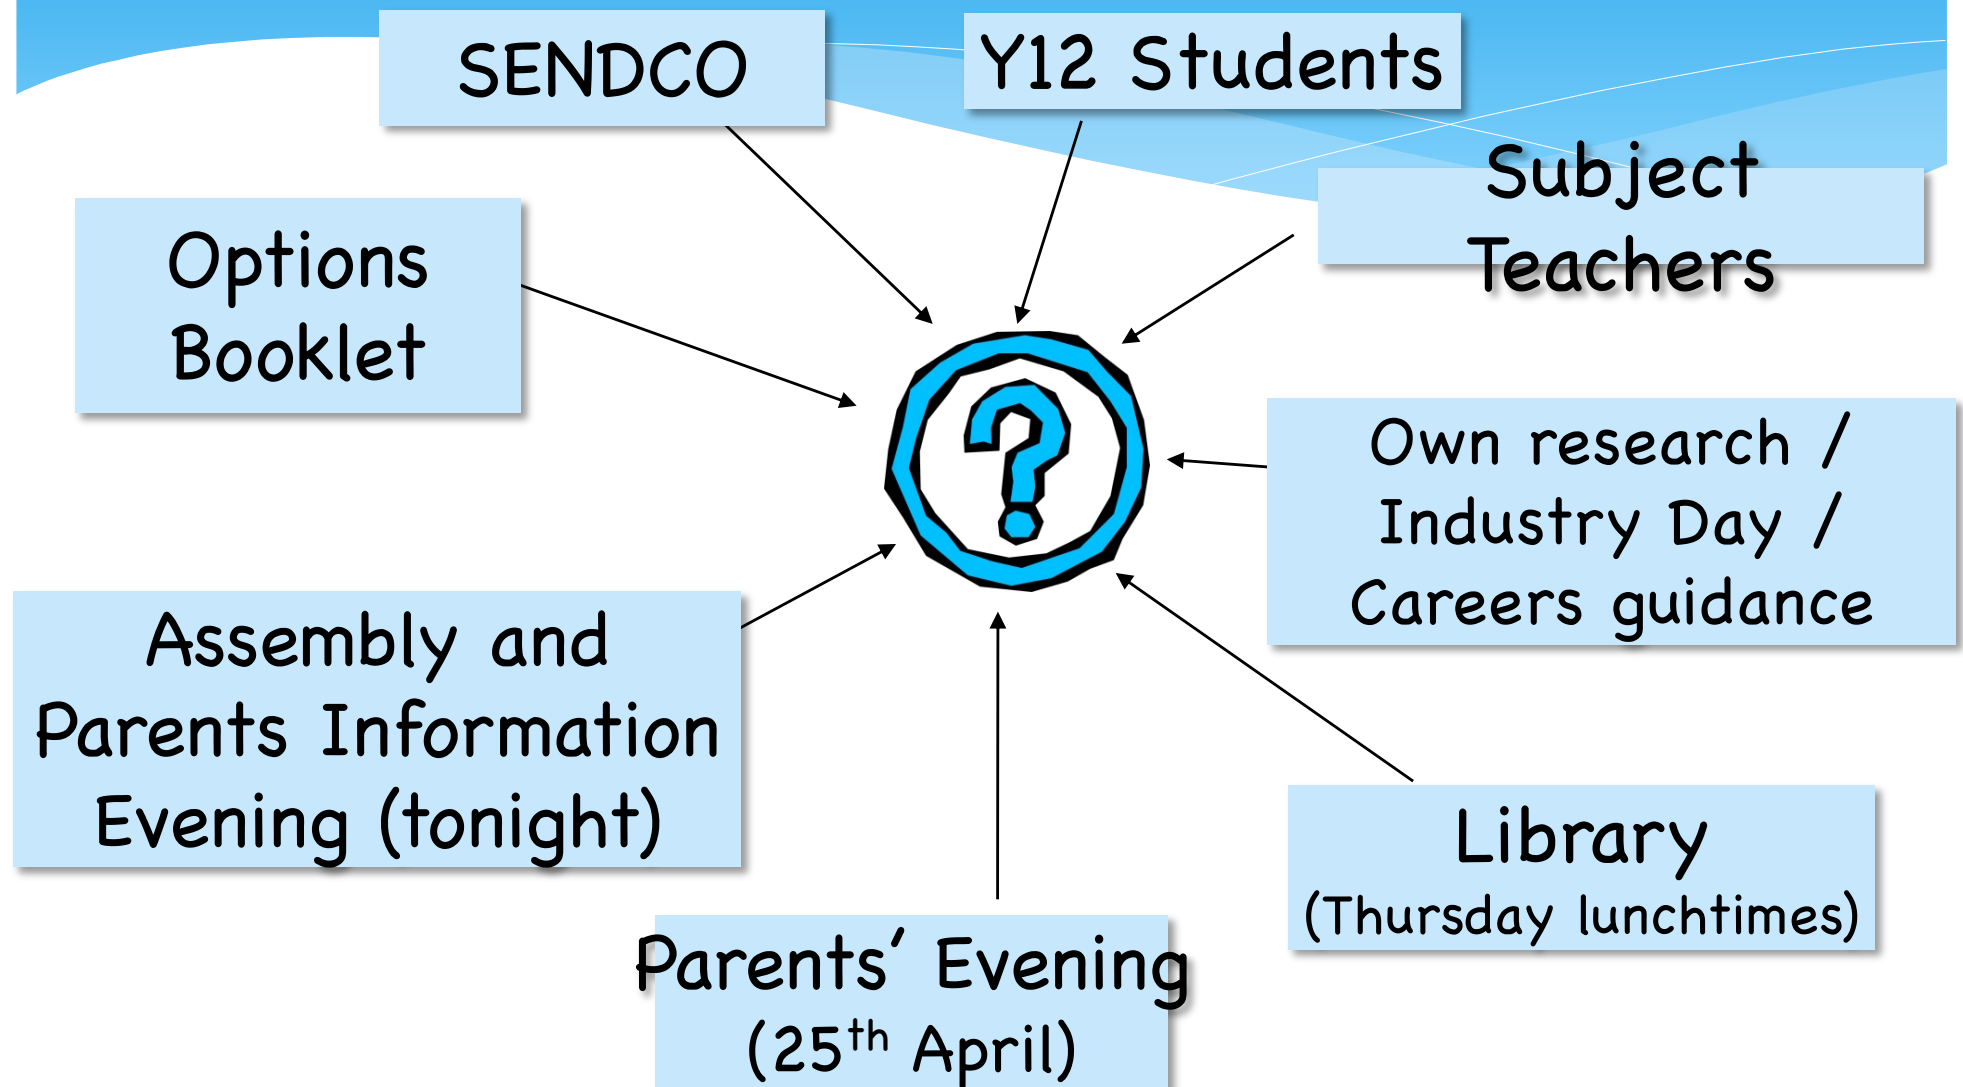 SENDCO
Y12 Students
Subject
Teachers
Options
Booklet
?
Own research /
Industry Day /
Careers guidance
Assembly and
Parents Information
Evening (tonight)
Library
(Thursday lunchtimes)
Parents’ Evening
(25th April)